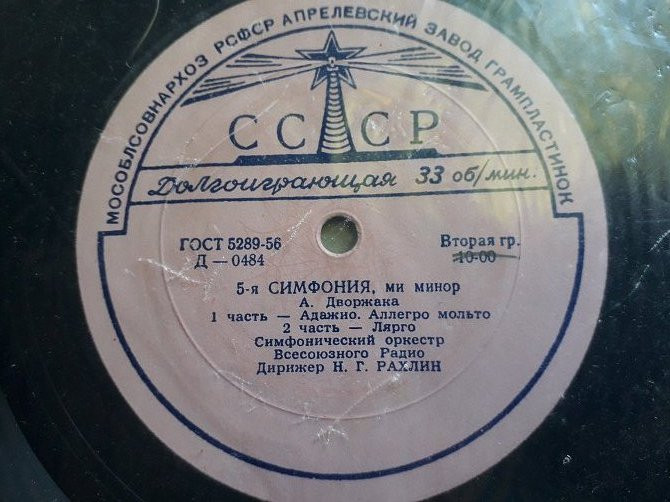 МОСОБЛСОВНАРХОЗ РСФСР АПРЕЛЕВСКИЙ ЗАВОД ГРАМПЛАСТИНОК
СССР
Долгоиграющая 33 об/мин.
ГОСТ 5289-56
Д — 0484
Вторая гр.
10-00
5-я СИМФОНИЯ, ми минор
А. Дворжака
1 часть — Адажио. Аллегро мольто
2 часть — Лярго
Симфонический оркестр
Всесоюзного Радио
Дирижер Н. Г. РАХЛИН